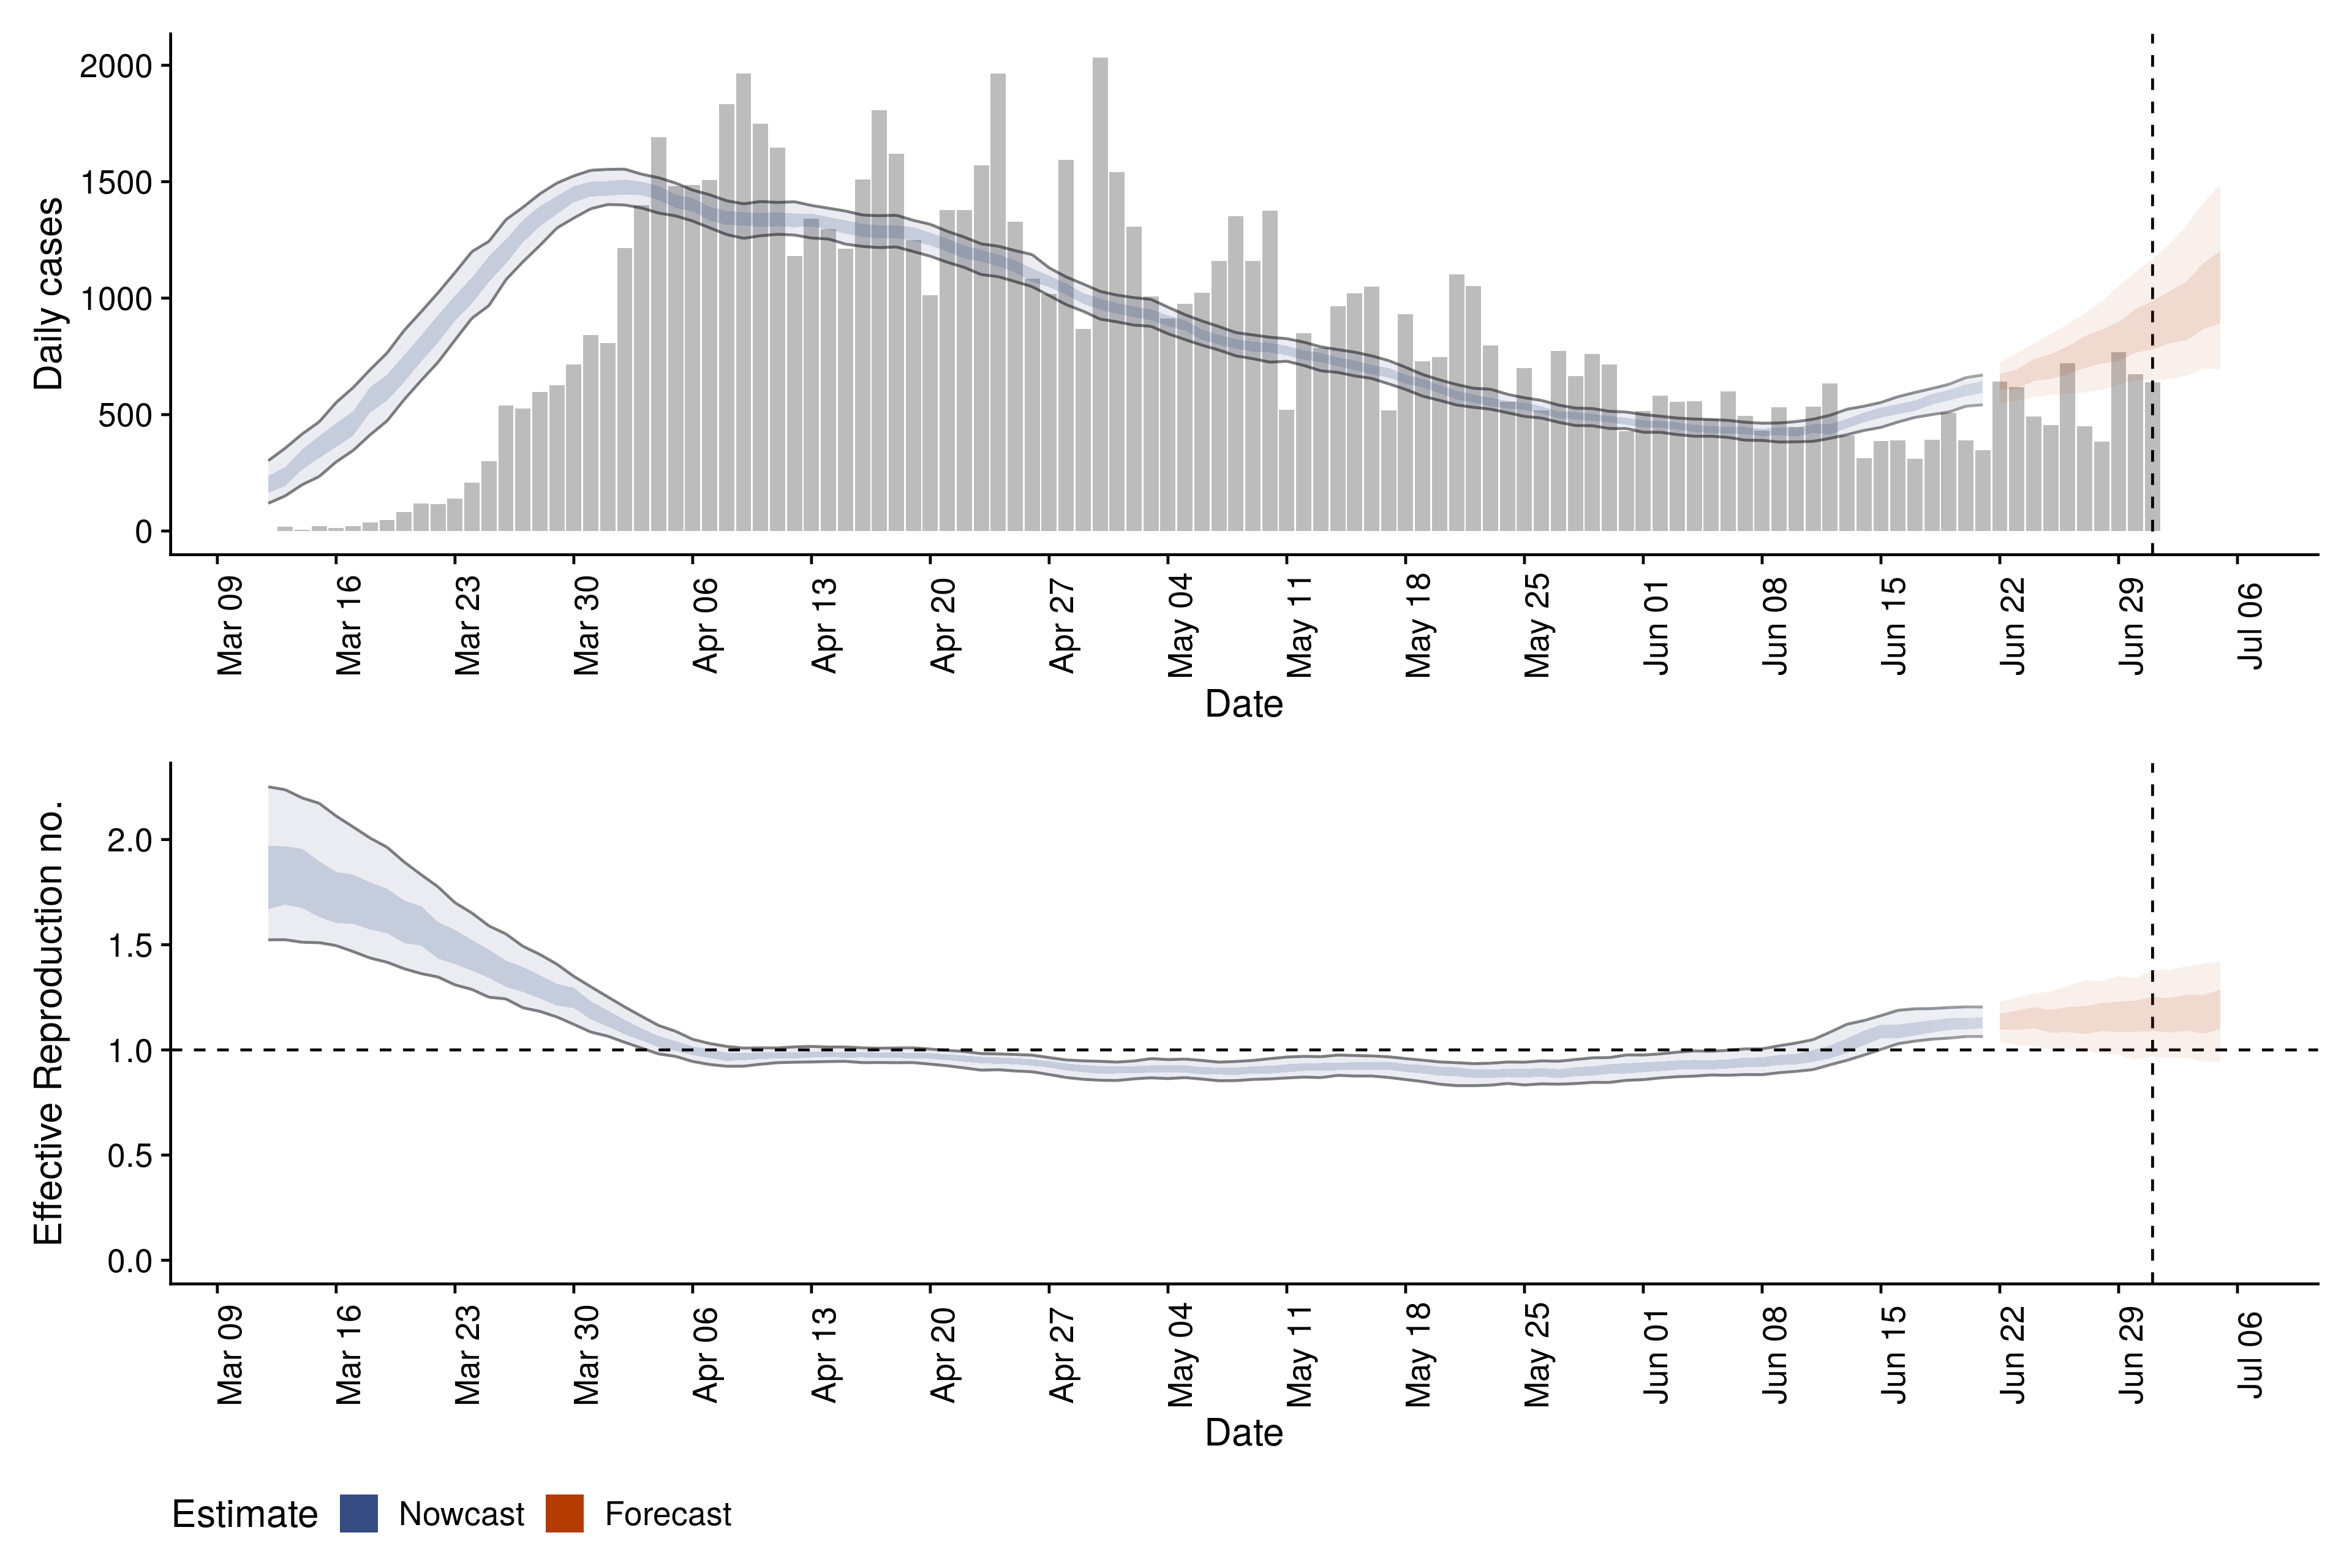 Daily cases
2000
1500
1000
500
0
Mar 09 Mar 16 Mar 23 Mar 30 Apr 06 Apr 13 Apr 20 Apr 27 May 04 May 11 May 18 May 25 Jun 01 Jun 08 Jun 15 Jun 22 Jun 29 Jul 06
Date
Effective Reproduction no.
2.0
1.5
1.0
0.5
0.0
Mar 09 Mar 16 Mar 23 Mar 30 Apr 06 Apr 13 Apr 20 Apr 27 May 04 May 11 May 18 May 25 Jun 01 Jun 08 Jun 15 Jun 22 Jun 29 Jul 06
Date
Estimate Nowcast Forecast